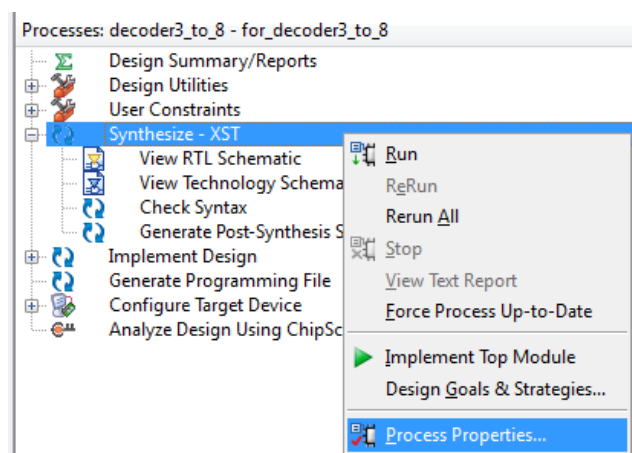 Processes: decoder3_to_8 - for_decoder3_to_8
Design Summary/Reports
Design Utilities
User Constraints
Synthesize - XST
View RTL Schematic
View Technology Schema
Check Syntax
Generate Post-Synthesis S
Implement Design
Generate Programming File
Configure Target Device
Analyze Design Using ChipSc
Run
ReRun
Rerun All
Stop
View Text Report
Force Process Up-to-Date
Implement Top Module
Design Goals & Strategies...
Process Properties...